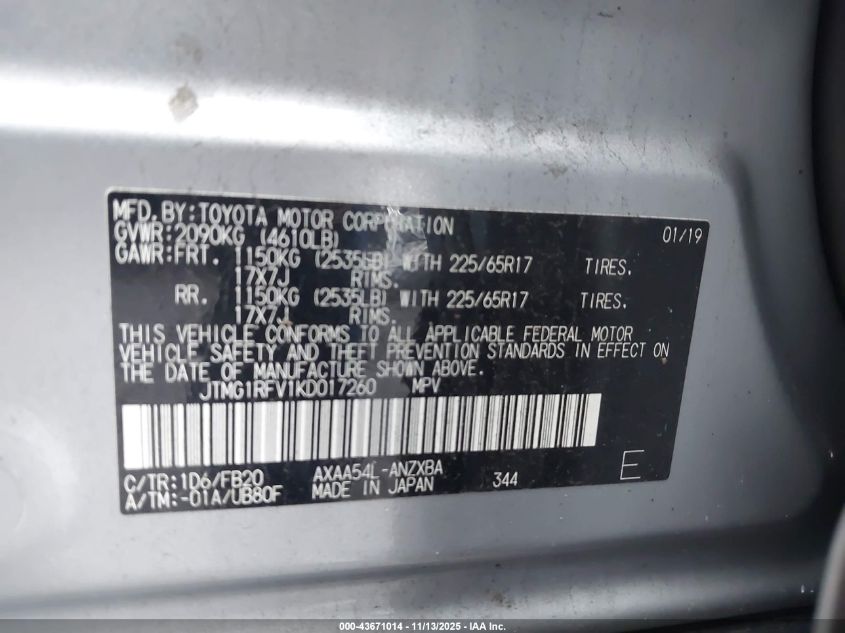 MFD. BY: TOYOTA MOTOR CORPORATION 01/19
GVWR: 2090KG (4610LB)
GAWR: FRT. 1150KG (2535LB) WITH 225/65R17 TIRES.
17X7J RIMS.
RR. 1150KG (2535LB) WITH 225/65R17 TIRES.
17X7J RIMS.
THIS VEHICLE CONFORMS TO ALL APPLICABLE FEDERAL MOTOR
VEHICLE SAFETY AND THEFT PREVENTION STANDARDS IN EFFECT ON
THE DATE OF MANUFACTURE SHOWN ABOVE.
JTMG1RFV1KD017260 MPV
C/TR: 1D6/FB20 AXAA54L-ANZXBA
A/TM: -01A/UB80F MADE IN JAPAN 344 E
000-43671014 - 11/13/2025 - IAA Inc.